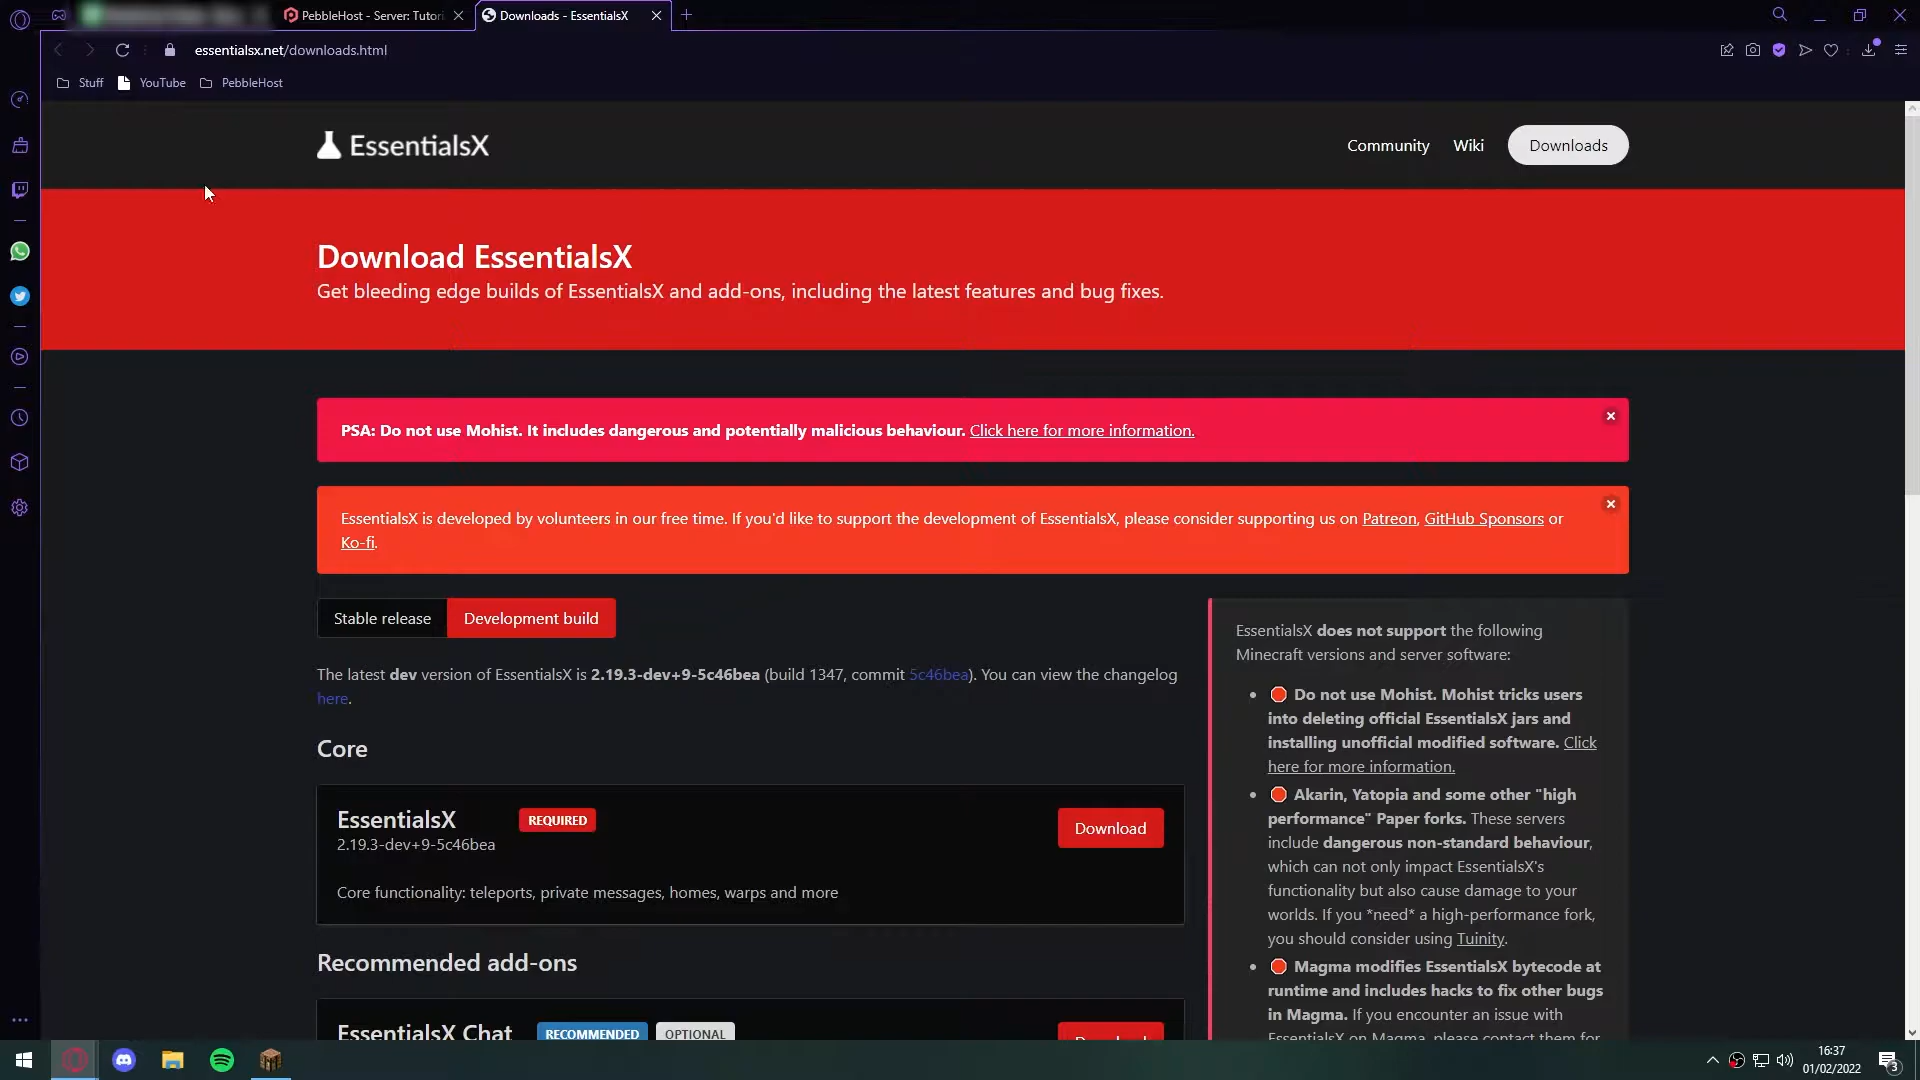 PebbleHost - Server: Tutori
Downloads - EssentialsX
essentialsx.net/downloads.html
Stuff
YouTube
PebbleHost
EssentialsX
Community
Wiki
Downloads
Download EssentialsX
Get bleeding edge builds of EssentialsX and add-ons, including the latest features and bug fixes.
PSA: Do not use Mohist. It includes dangerous and potentially malicious behaviour. Click here for more information.
EssentialsX is developed by volunteers in our free time. If you'd like to support the development of EssentialsX, please consider supporting us on Patreon, GitHub Sponsors or
Ko-fi.
Stable release
Development build
The latest dev version of EssentialsX is 2.19.3-dev+9-5c46bea (build 1347, commit 5c46bea). You can view the changelog
here.
Core
EssentialsX
REQUIRED
2.19.3-dev+9-5c46bea
Download
Core functionality: teleports, private messages, homes, warps and more
Recommended add-ons
EssentialsX Chat
RECOMMENDED
OPTIONAL
Download
EssentialsX does not support the following
Minecraft versions and server software:
Do not use Mohist. Mohist tricks users
into deleting official EssentialsX jars and
installing unofficial modified software. Click
here for more information.
Akarin, Yatopia and some other "high
performance" Paper forks. These servers
include dangerous non-standard behaviour,
which can not only impact EssentialsX's
functionality but also cause damage to your
worlds. If you *need* a high-performance fork,
you should consider using Tuinity.
Magma modifies EssentialsX bytecode at
runtime and includes hacks to fix other bugs
in Magma. If you encounter an issue with
EssentialsX on Magma, please contact them for
16:37
01/02/2022
3